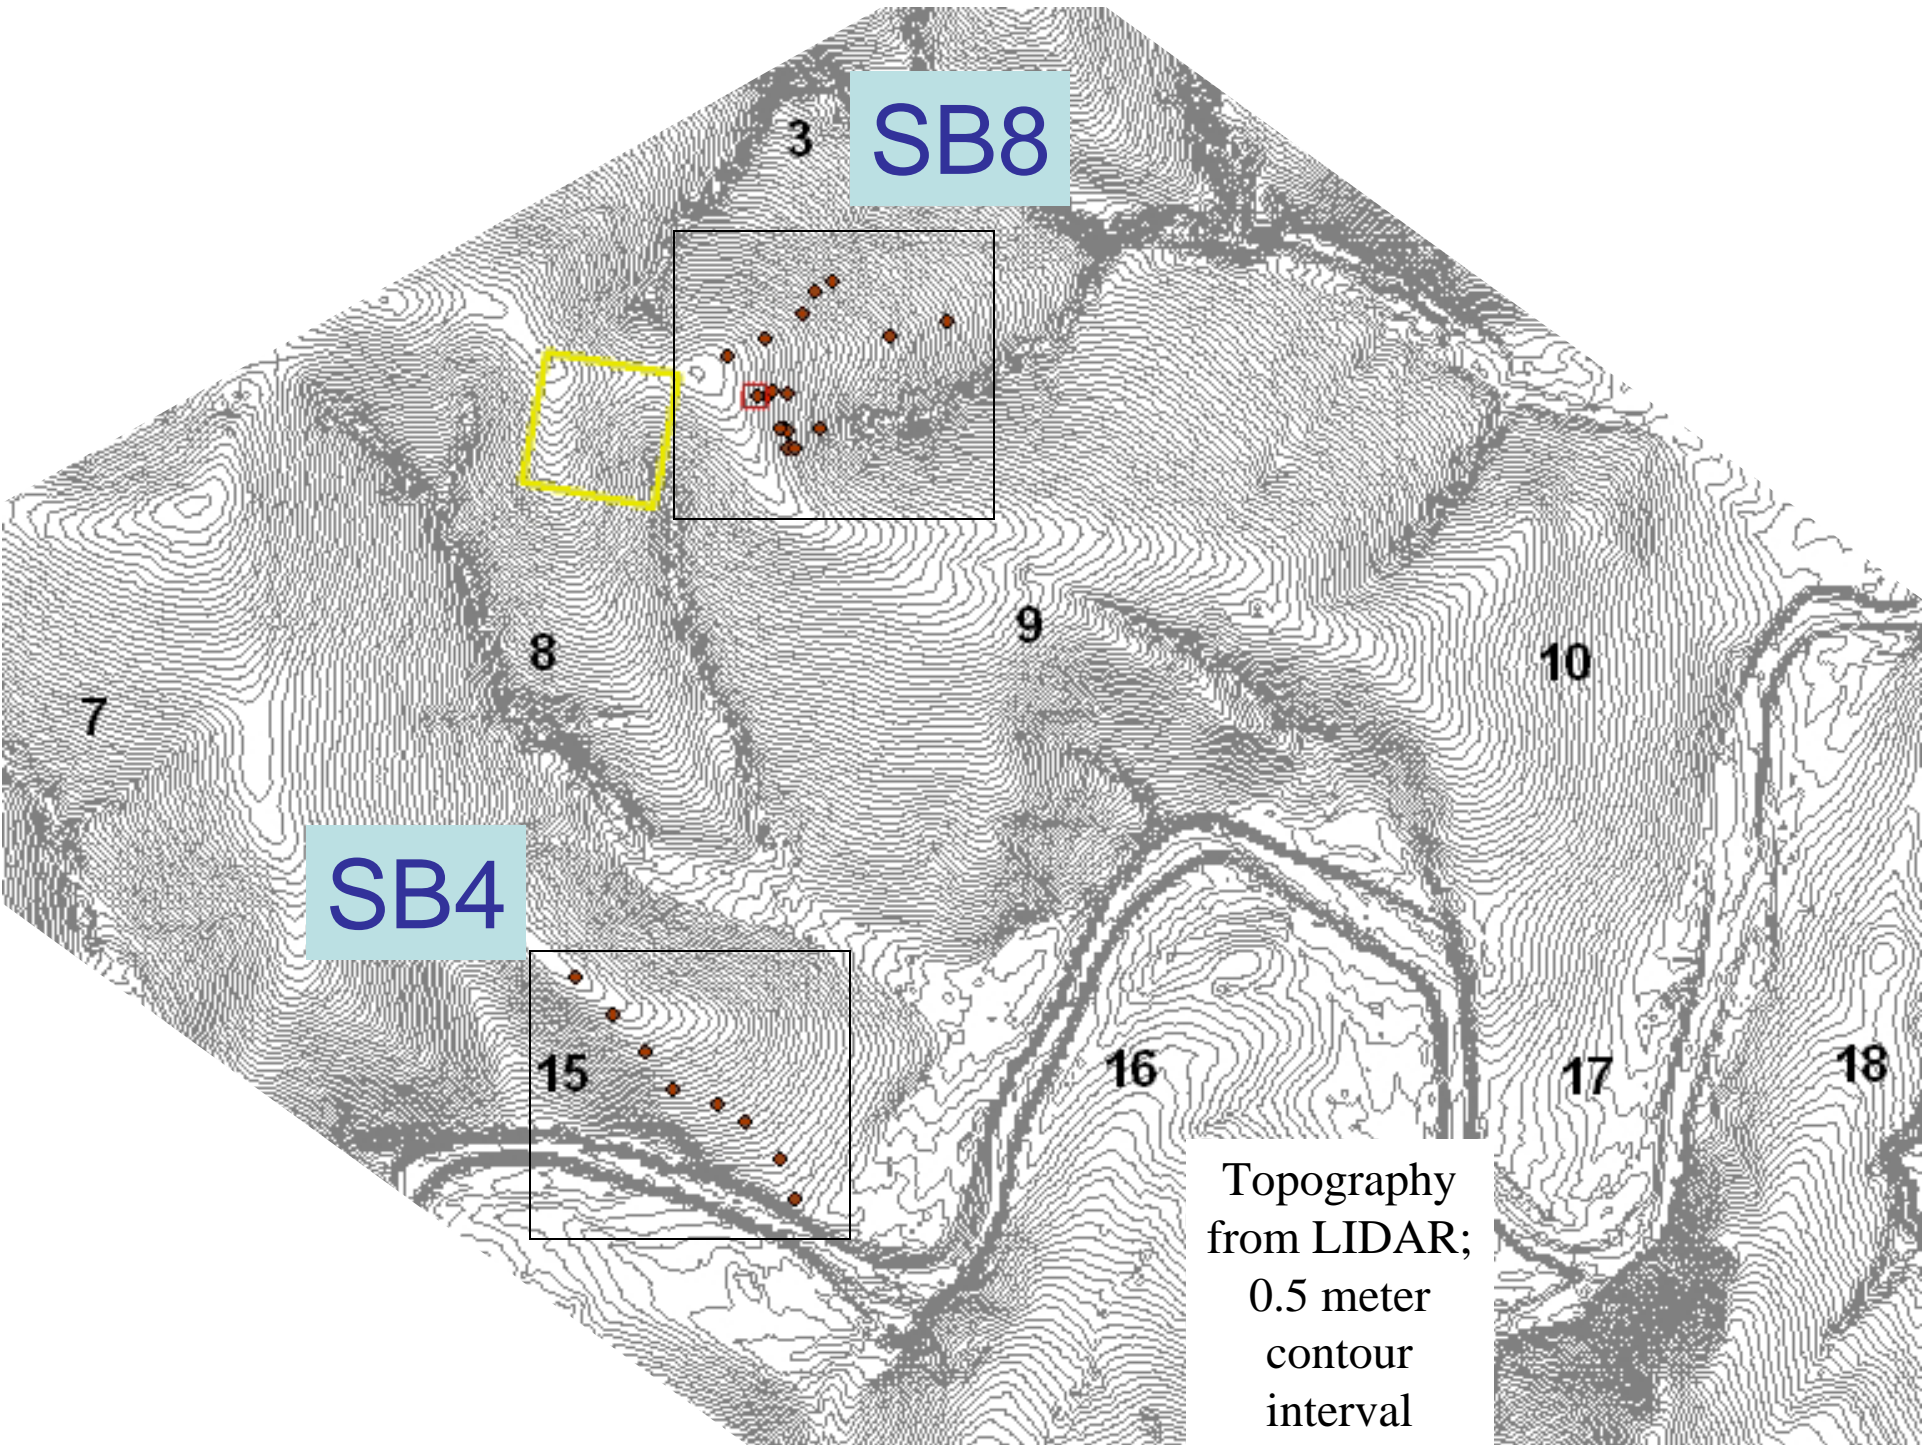 3
SB8
9
8
10
7
SB4
15
16
17
18
Topography
from LIDAR;
0.5 meter
contour
interval